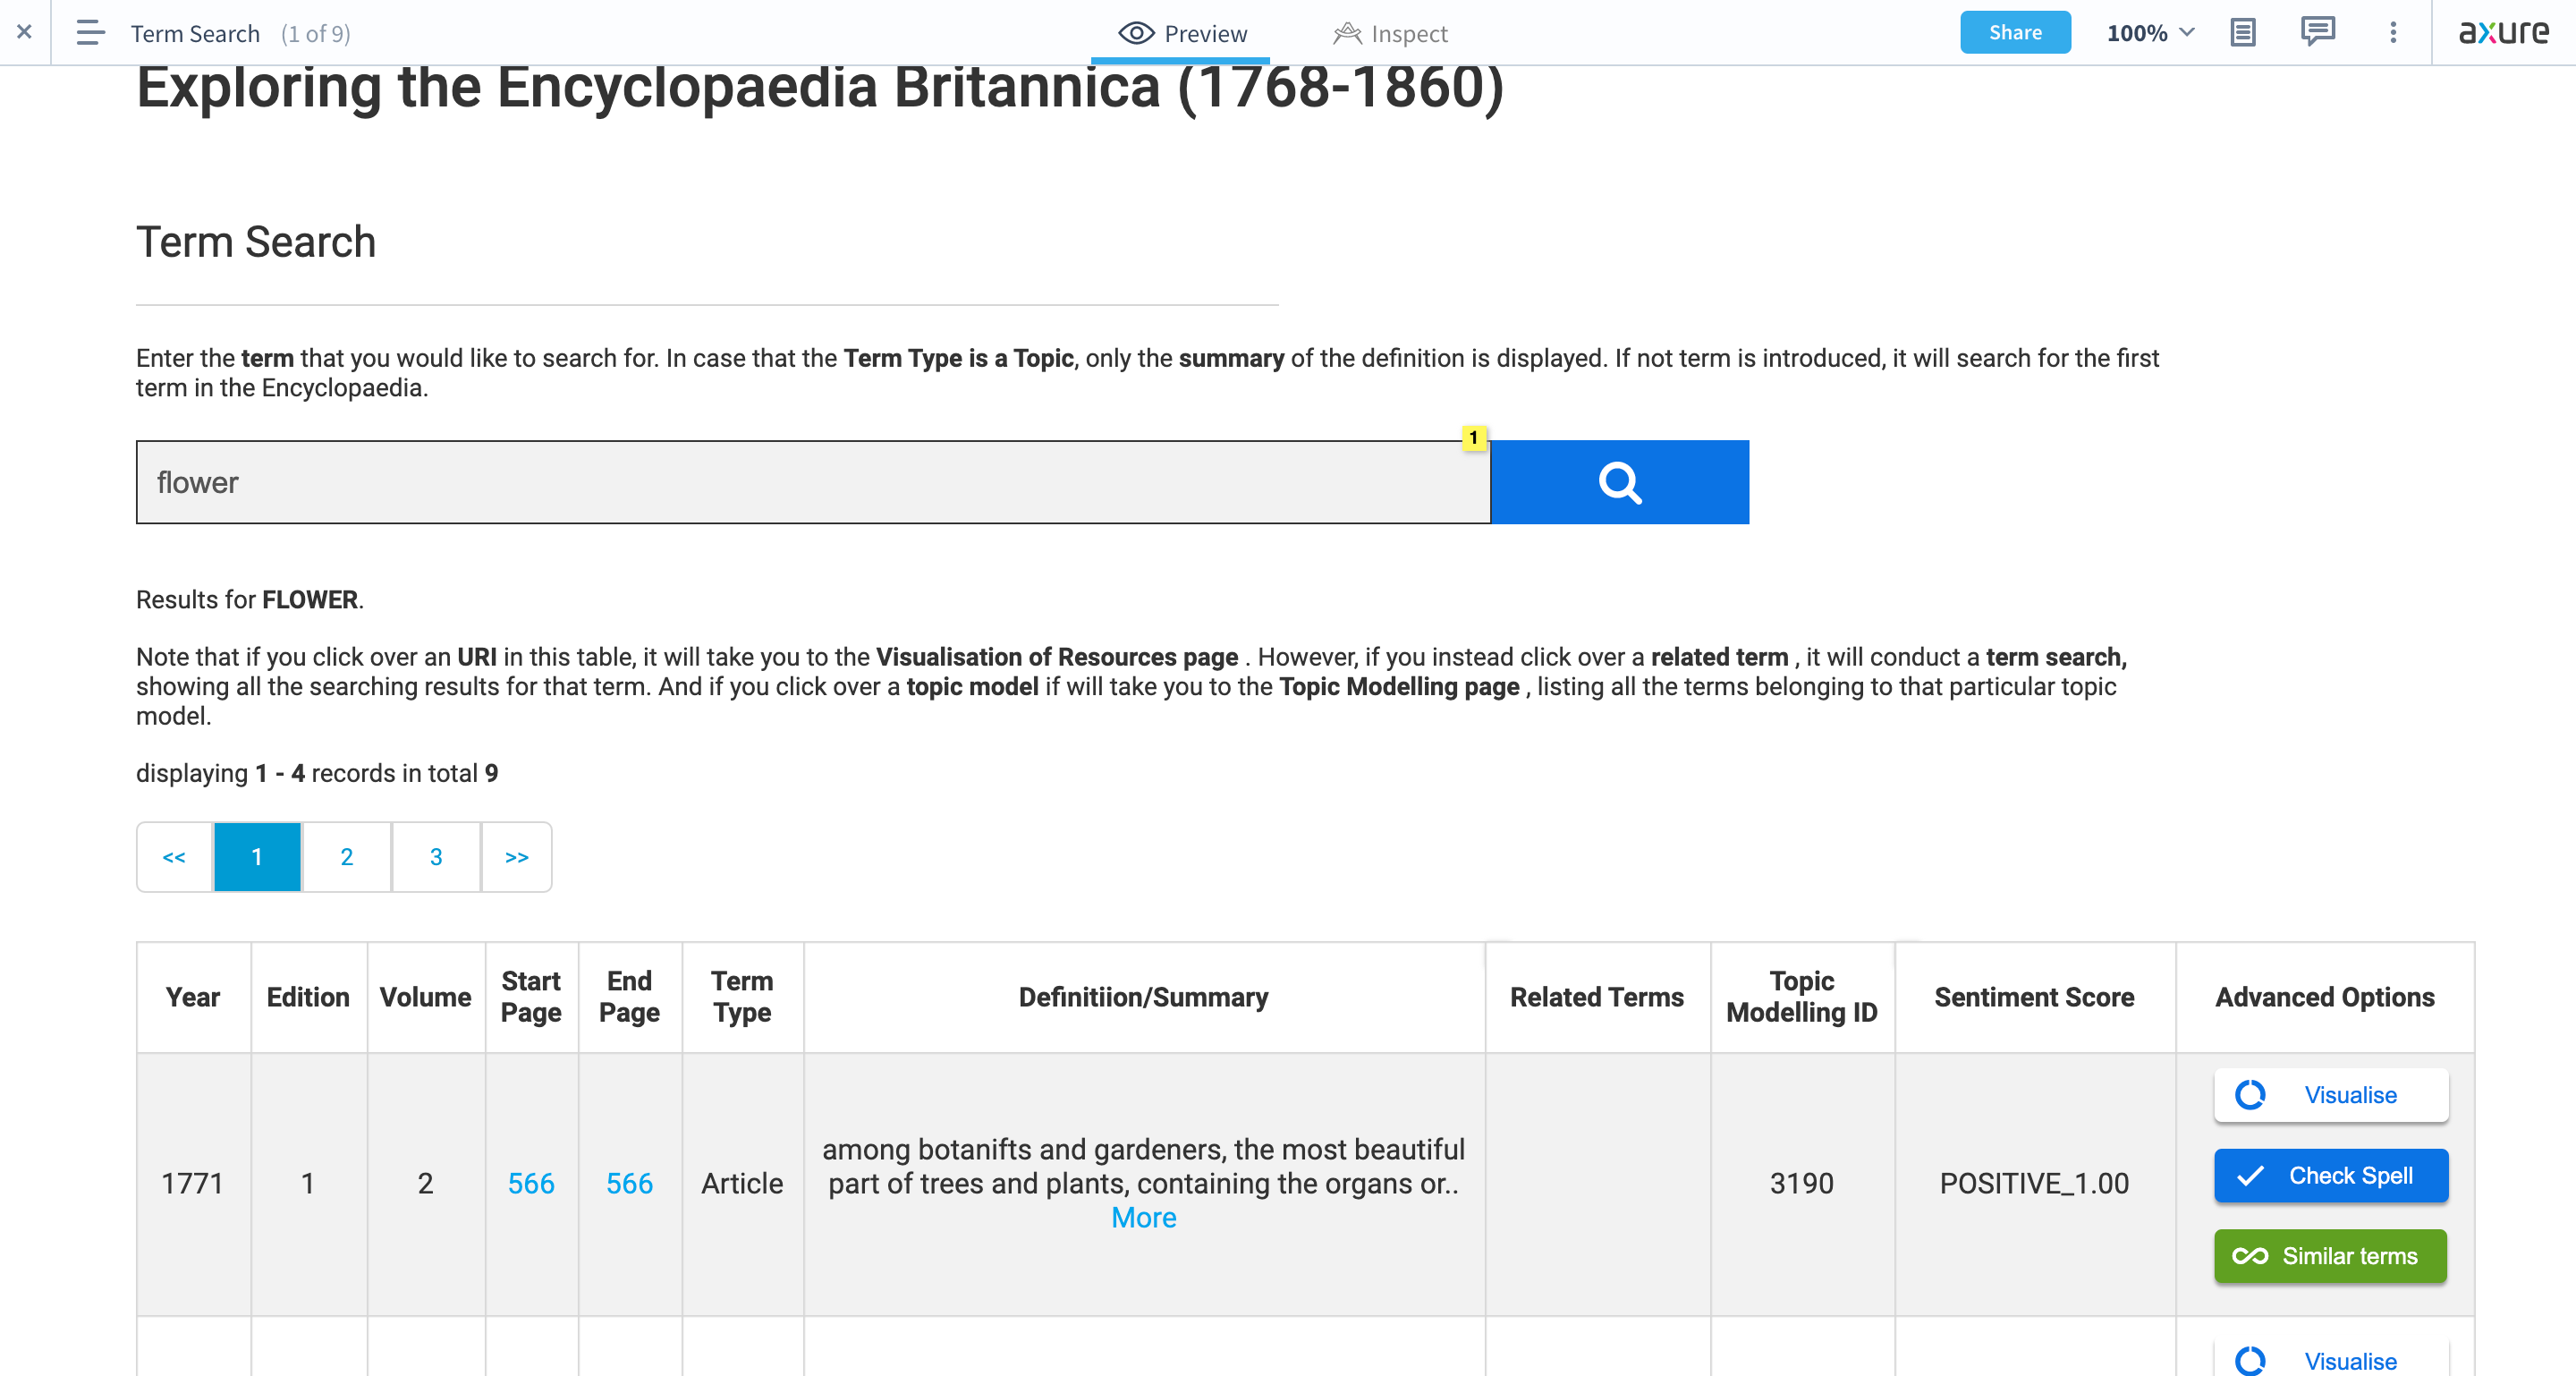 Term Search (1 of 9)
Preview
Inspect
Share
100%
axure
Exploring the Encyclopaedia Britannica (1768-1860)
Term Search
Enter the term that you would like to search for. In case that the Term Type is a Topic, only the summary of the definition is displayed. If not term is introduced, it will search for the first
term in the Encyclopaedia.
1
flower
Results for FLOWER.
Note that if you click over an URI in this table, it will take you to the Visualisation of Resources page . However, if you instead click over a related term , it will conduct a term search,
showing all the searching results for that term. And if you click over a topic model if will take you to the Topic Modelling page , listing all the terms belonging to that particular topic
model.
displaying 1 - 4 records in total 9
<< 1 2 3 >>
Year
Edition
Volume
Start
Page
End
Page
Term
Type
Definitiion/Summary
Related Terms
Topic
Modelling ID
Sentiment Score
Advanced Options
1771
1
2
566
566
Article
among botanifts and gardeners, the most beautiful
part of trees and plants, containing the organs or..
More
3190
POSITIVE_1.00
Visualise
Check Spell
Similar terms
Visualise